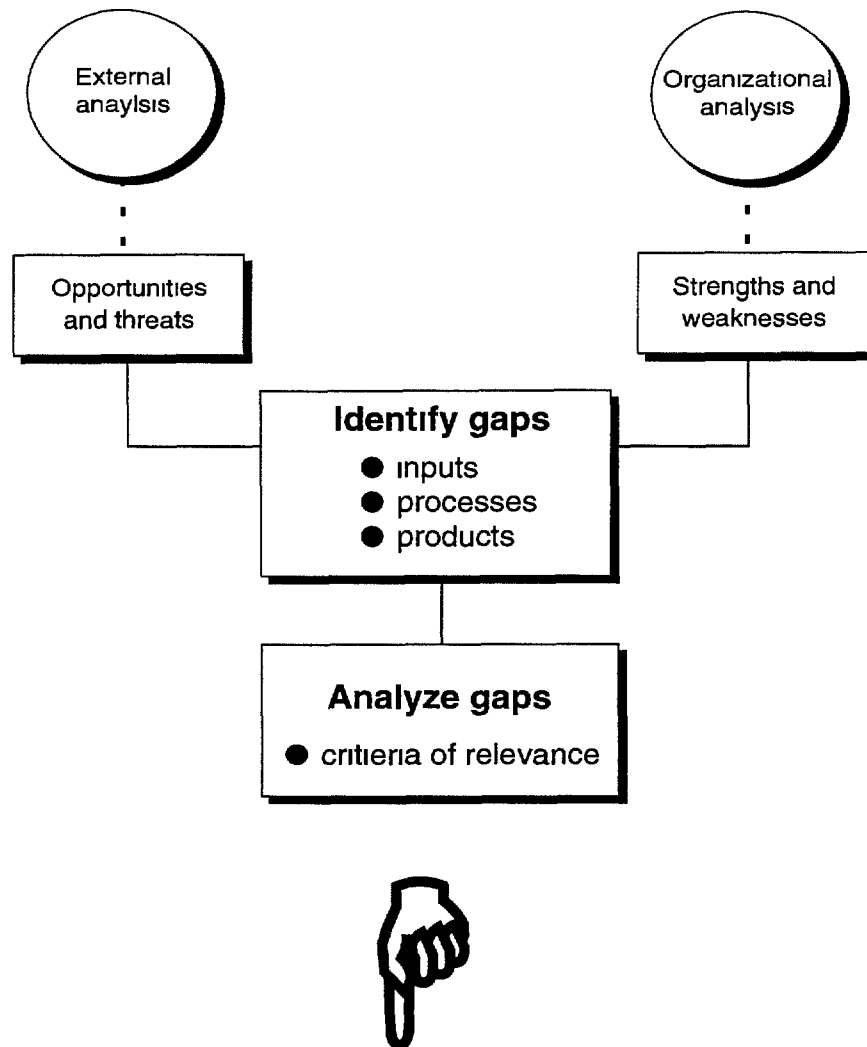 External
anaylsis
Organizational
analysis
Opportunities
and threats
Strengths and
weaknesses
Identify gaps
● inputs
● processes
● products
Analyze gaps
● critieria of relevance